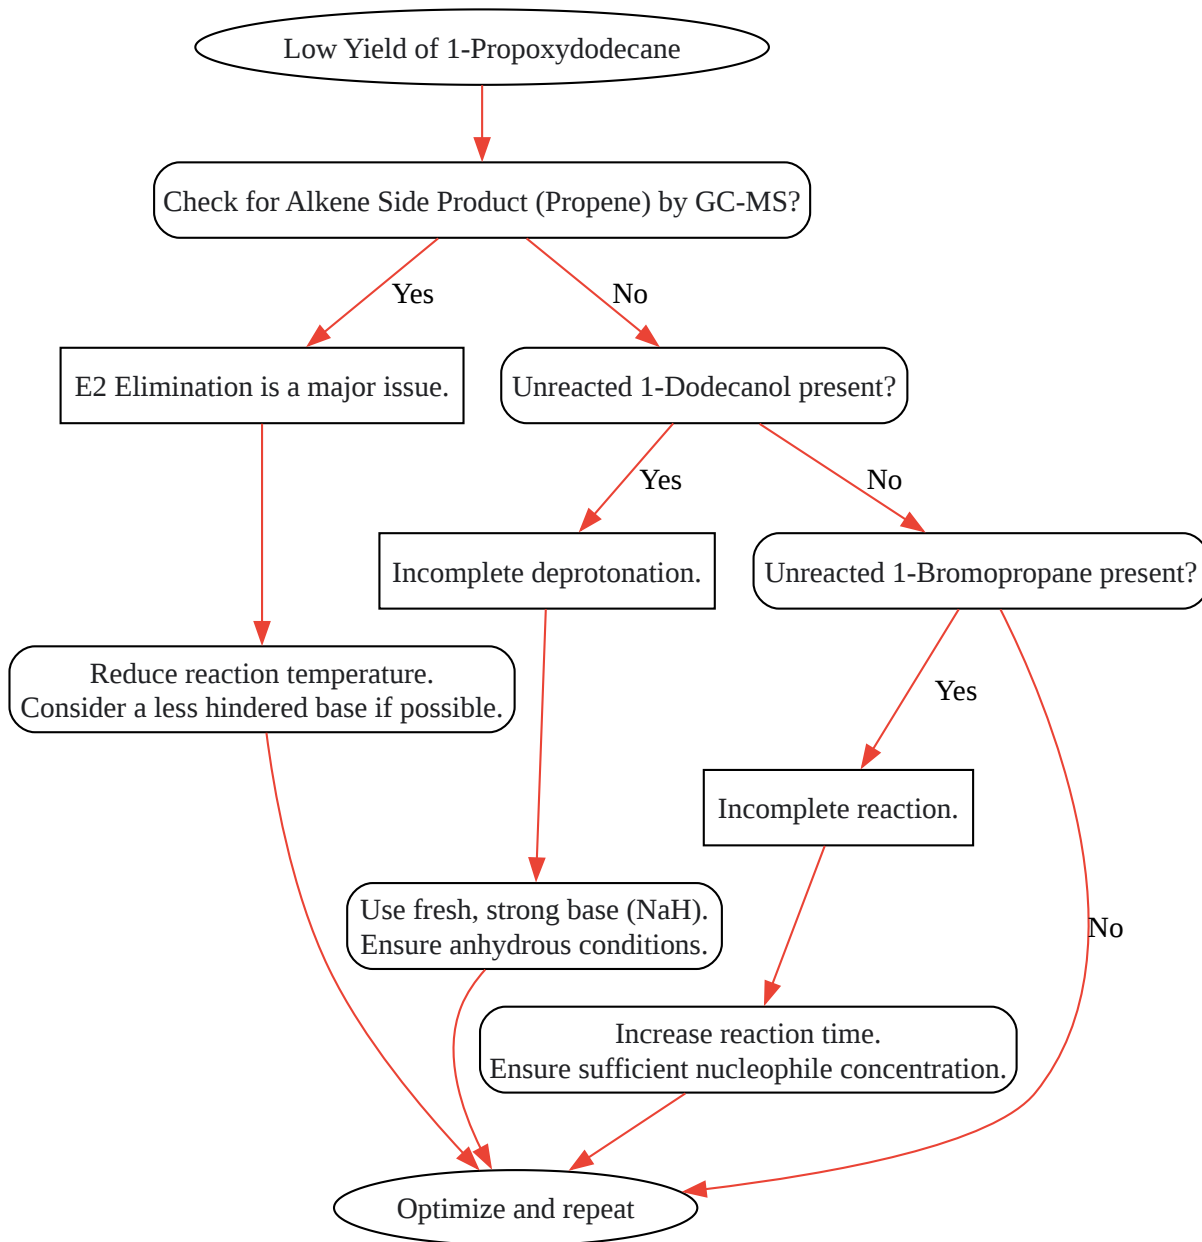 Low Yield of 1-Propoxydodecane
Check for Alkene Side Product (Propene) by GC-MS?
Yes
No
E2 Elimination is a major issue.
Unreacted 1-Dodecanol present?
Yes
No
Incomplete deprotonation.
Unreacted 1-Bromopropane present?
Reduce reaction temperature.
Consider a less hindered base if possible.
Yes
Incomplete reaction.
Use fresh, strong base (NaH).
Ensure anhydrous conditions.
No
Increase reaction time.
Ensure sufficient nucleophile concentration.
Optimize and repeat